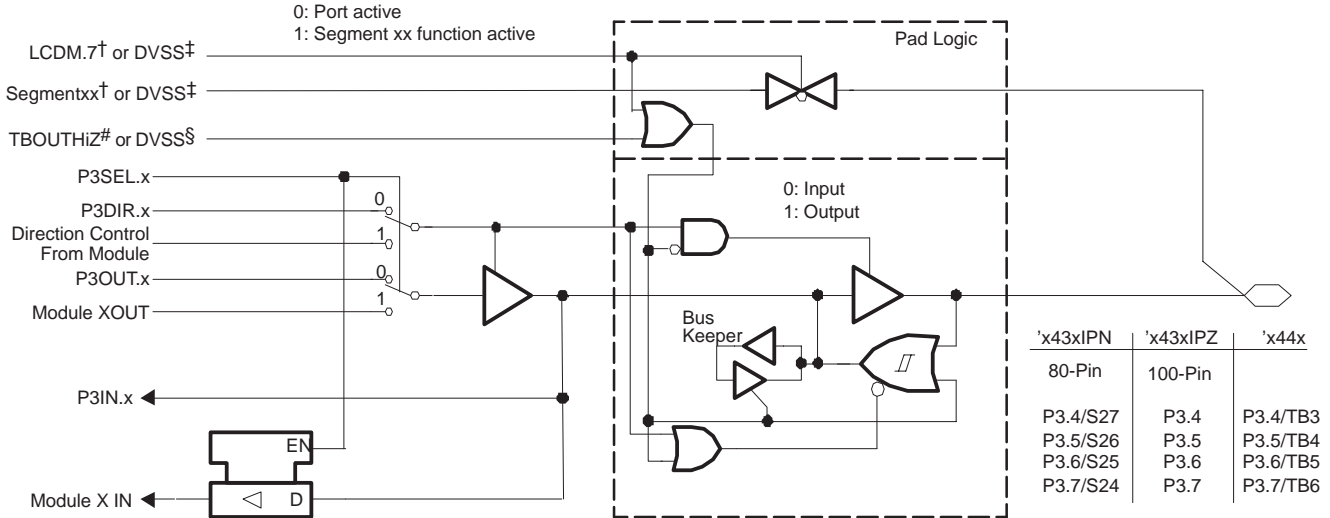 0: Port active
1: Segment xx function active
Pad Logic
LCDM.7† or DVSS‡
Segmentxx† or DVSS‡
TBOUTHiZ# or DVSS§
P3SEL.x
0
P3DIR.x
1
Direction Control
From Module
0
P3OUT.x
1
Module XOUT
0: Input
1: Output
Bus
Keeper
P3IN.x
EN
D
Module X IN
'x43xIPN 'x43xIPZ 'x44x
80-Pin 100-Pin
P3.4/S27 P3.4 P3.4/TB3
P3.5/S26 P3.5 P3.5/TB4
P3.6/S25 P3.6 P3.6/TB5
P3.7/S24 P3.7 P3.7/TB6